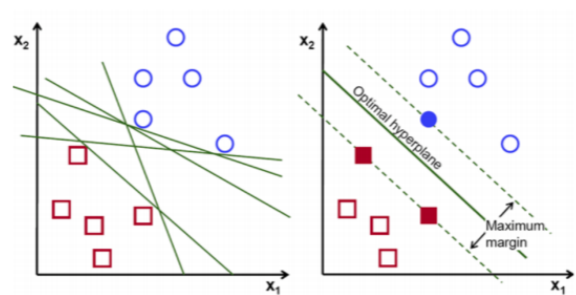 x₂
x₁
x₂
Optimal hyperplane
Maximum
margin
x₁